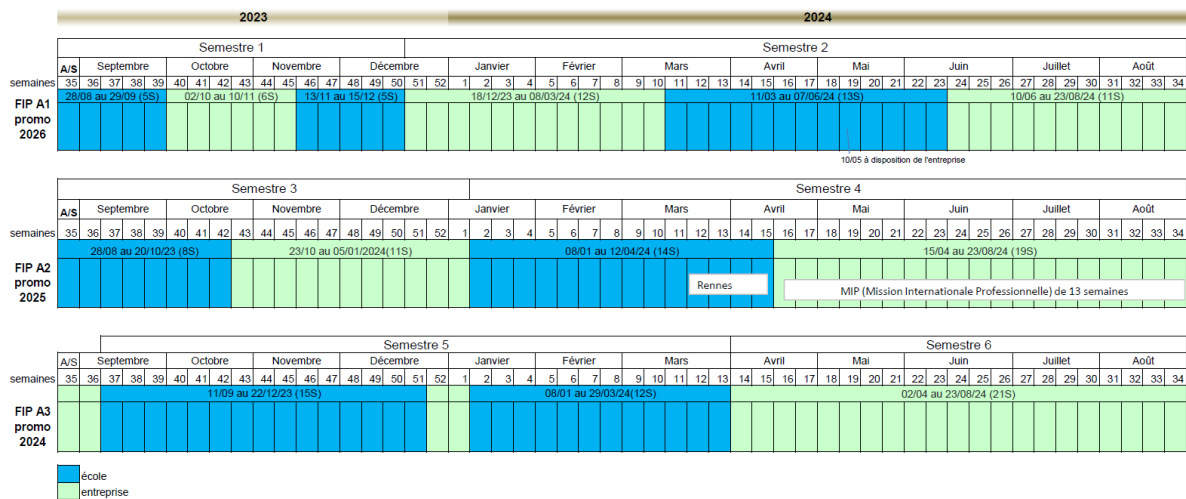 2023 2024
Semestre 1 Semestre 2
A/S Septembre Octobre Novembre Décembre Janvier Février Mars Avril Mai Juin Juillet Août
semaines 35 36 37 38 39 40 41 42 43 44 45 46 47 48 49 50 51 52 1 2 3 4 5 6 7 8 9 10 11 12 13 14 15 16 17 18 19 20 21 22 23 24 25 26 27 28 29 30 31 32 33 34
28/08 au 29/09 (5S) 02/10 au 10/11 (6S) 13/11 au 15/12 (5S) 18/12/23 au 08/03/24 (12S) 11/03 au 07/06/24 (13S) 10/06 au 23/08/24 (11S)
FIP A1
promo
2026
10/05 à disposition de l'entreprise
Semestre 3 Semestre 4
A/S Septembre Octobre Novembre Décembre Janvier Février Mars Avril Mai Juin Juillet Août
semaines 35 36 37 38 39 40 41 42 43 44 45 46 47 48 49 50 51 52 1 2 3 4 5 6 7 8 9 10 11 12 13 14 15 16 17 18 19 20 21 22 23 24 25 26 27 28 29 30 31 32 33 34
28/08 au 20/10/23 (8S) 23/10 au 05/01/2024(11S) 08/01 au 12/04/24 (14S) 15/04 au 23/08/24 (19S)
FIP A2
promo
2025
Rennes MIP (Mission Internationale Professionnelle) de 13 semaines
Semestre 5 Semestre 6
A/S Septembre Octobre Novembre Décembre Janvier Février Mars Avril Mai Juin Juillet Août
semaines 35 36 37 38 39 40 41 42 43 44 45 46 47 48 49 50 51 52 1 2 3 4 5 6 7 8 9 10 11 12 13 14 15 16 17 18 19 20 21 22 23 24 25 26 27 28 29 30 31 32 33 34
11/09 au 22/12/23 (15S) 08/01 au 29/03/24(12S) 02/04 au 23/08/24 (21S)
FIP A3
promo
2024
école
entreprise